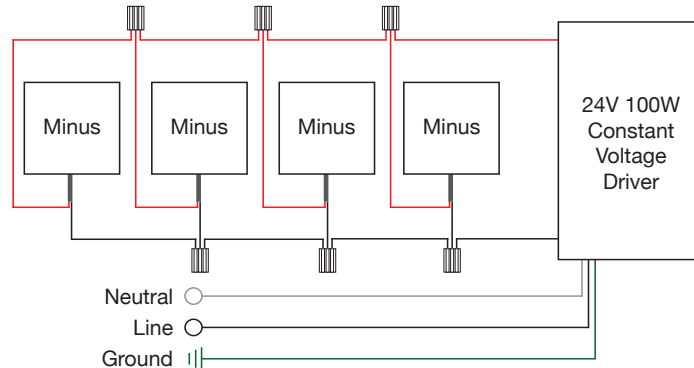 Minus
Minus
Minus
Minus
24V 100W
Constant
Voltage
Driver
Neutral
Line
Ground